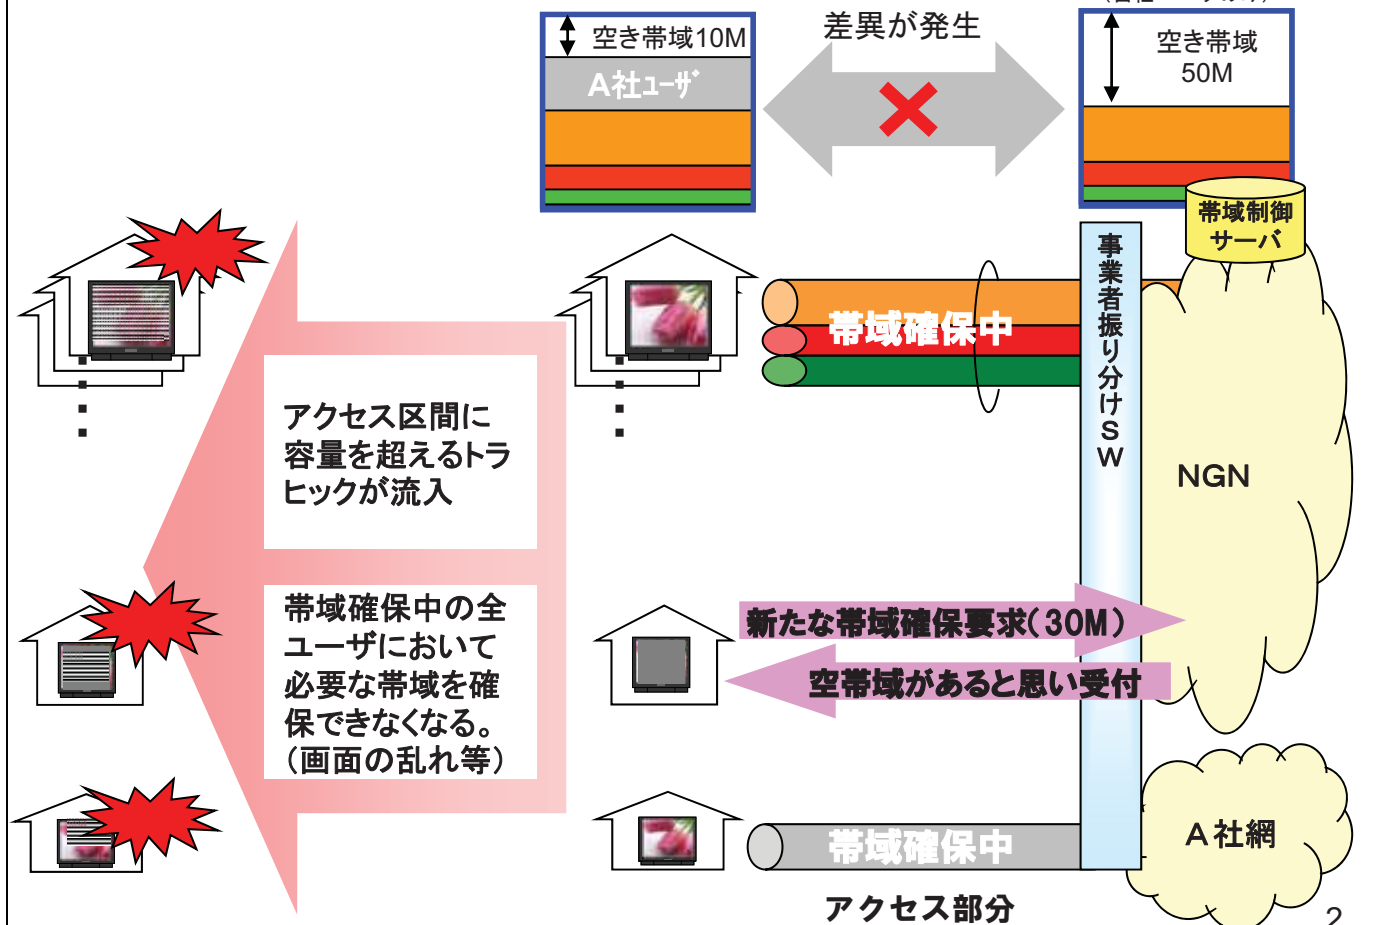 差異が発生
空き帯域10M
A社ﾕｰｻﾞ
空き帯域
50M
帯域制御
サーバ
事業者振り分けSW
帯域確保中
NGN
アクセス区間に
容量を超えるトラ
ヒックが流入
帯域確保中の全
ユーザにおいて
必要な帯域を確
保できなくなる。
（画面の乱れ等）
新たな帯域確保要求（30M）
空帯域があると思い受付
帯域確保中
A社網
アクセス部分
2